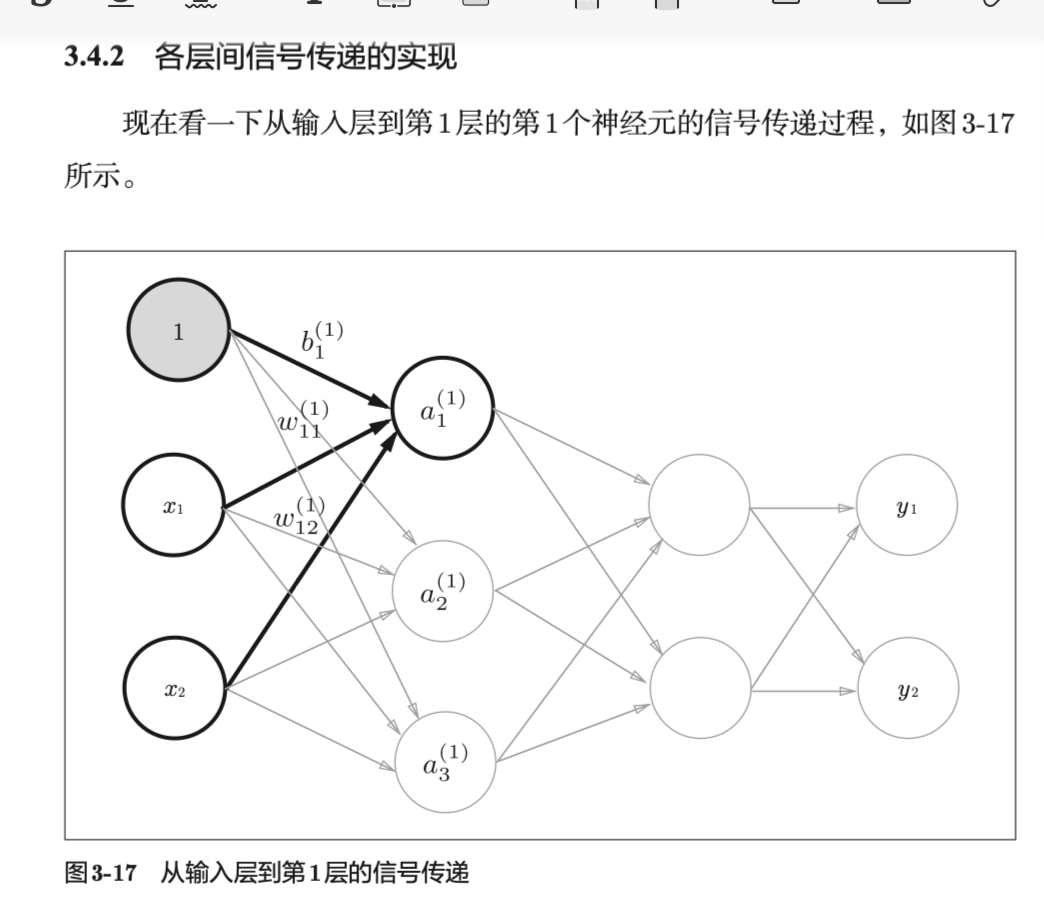 3.4.2 各层间信号传递的实现
现在看一下从输入层到第1层的第1个神经元的信号传递过程，如图3-17
所示。
1
b_1^{(1)}
a_1^{(1)}
w_{11}^{(1)}
x_1
w_{12}^{(1)}
y_1
a_2^{(1)}
x_2
y_2
a_3^{(1)}
图3-17 从输入层到第1层的信号传递